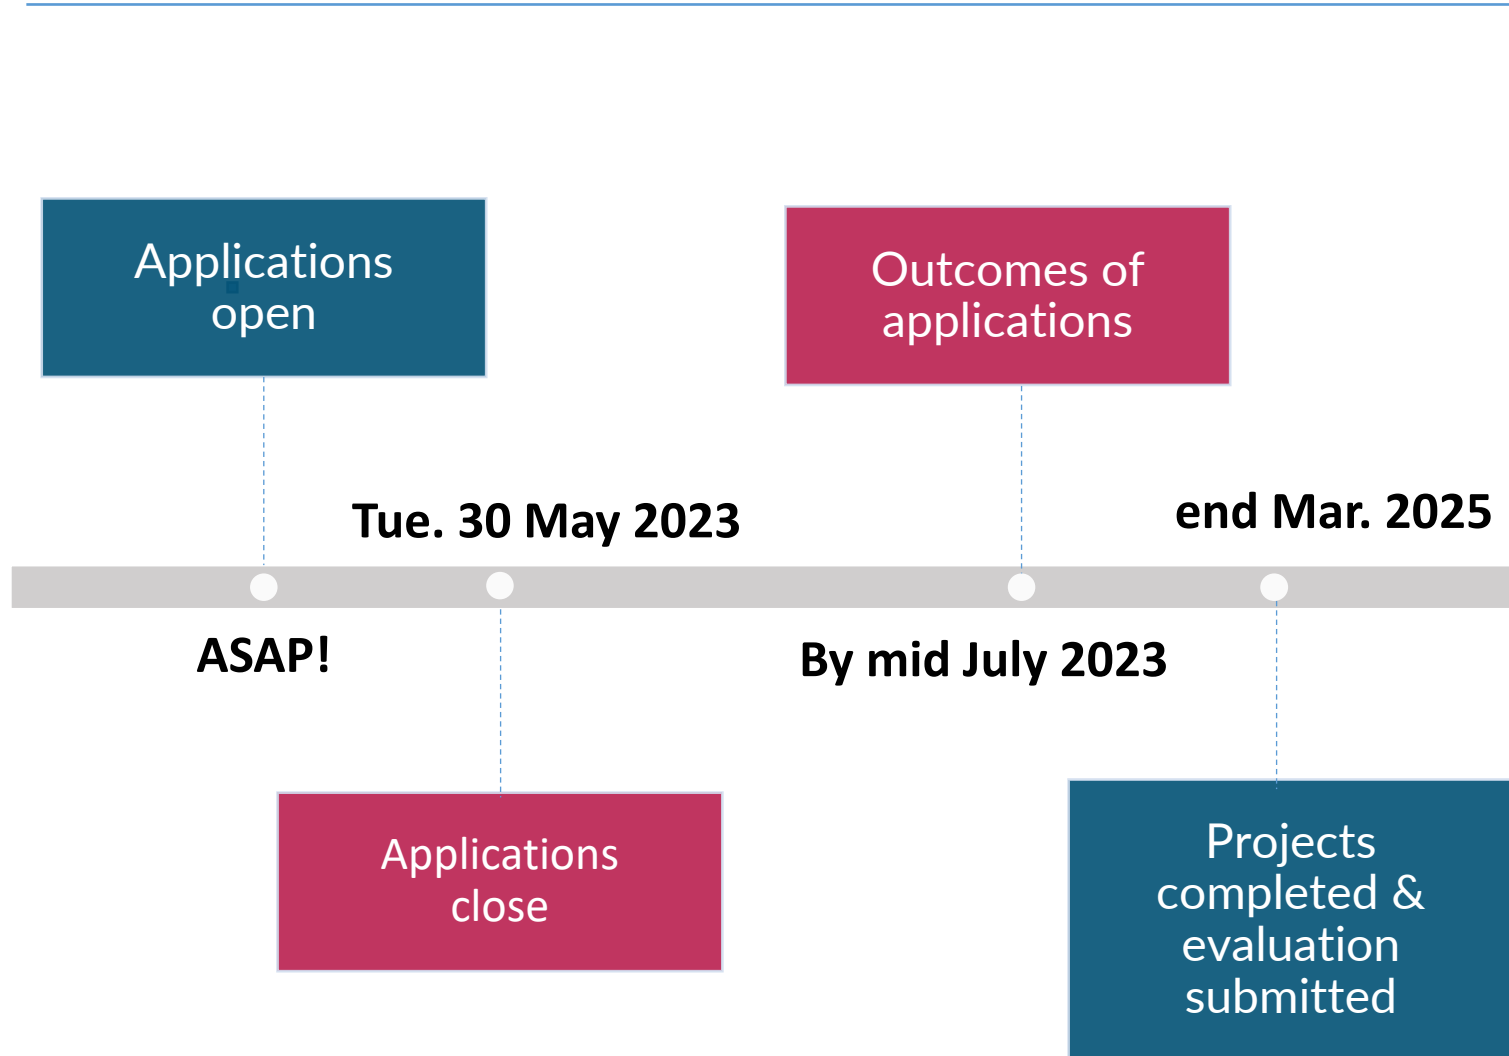 Applications
open
Outcomes of
applications
Tue. 30 May 2023
end Mar. 2025
ASAP!
By mid July 2023
Applications
close
Projects
completed &
evaluation
submitted